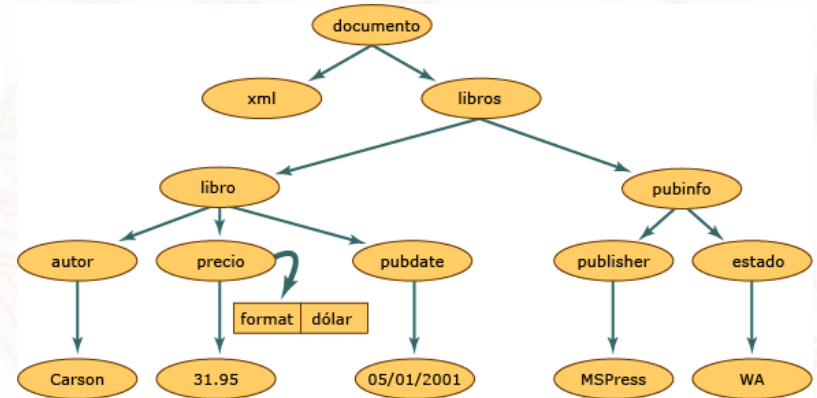 documento
xml
libros
libro
pubinfo
autor
precio
pubdate
publisher
estado
format dólar
Carson
31.95
05/01/2001
MSPress
WA